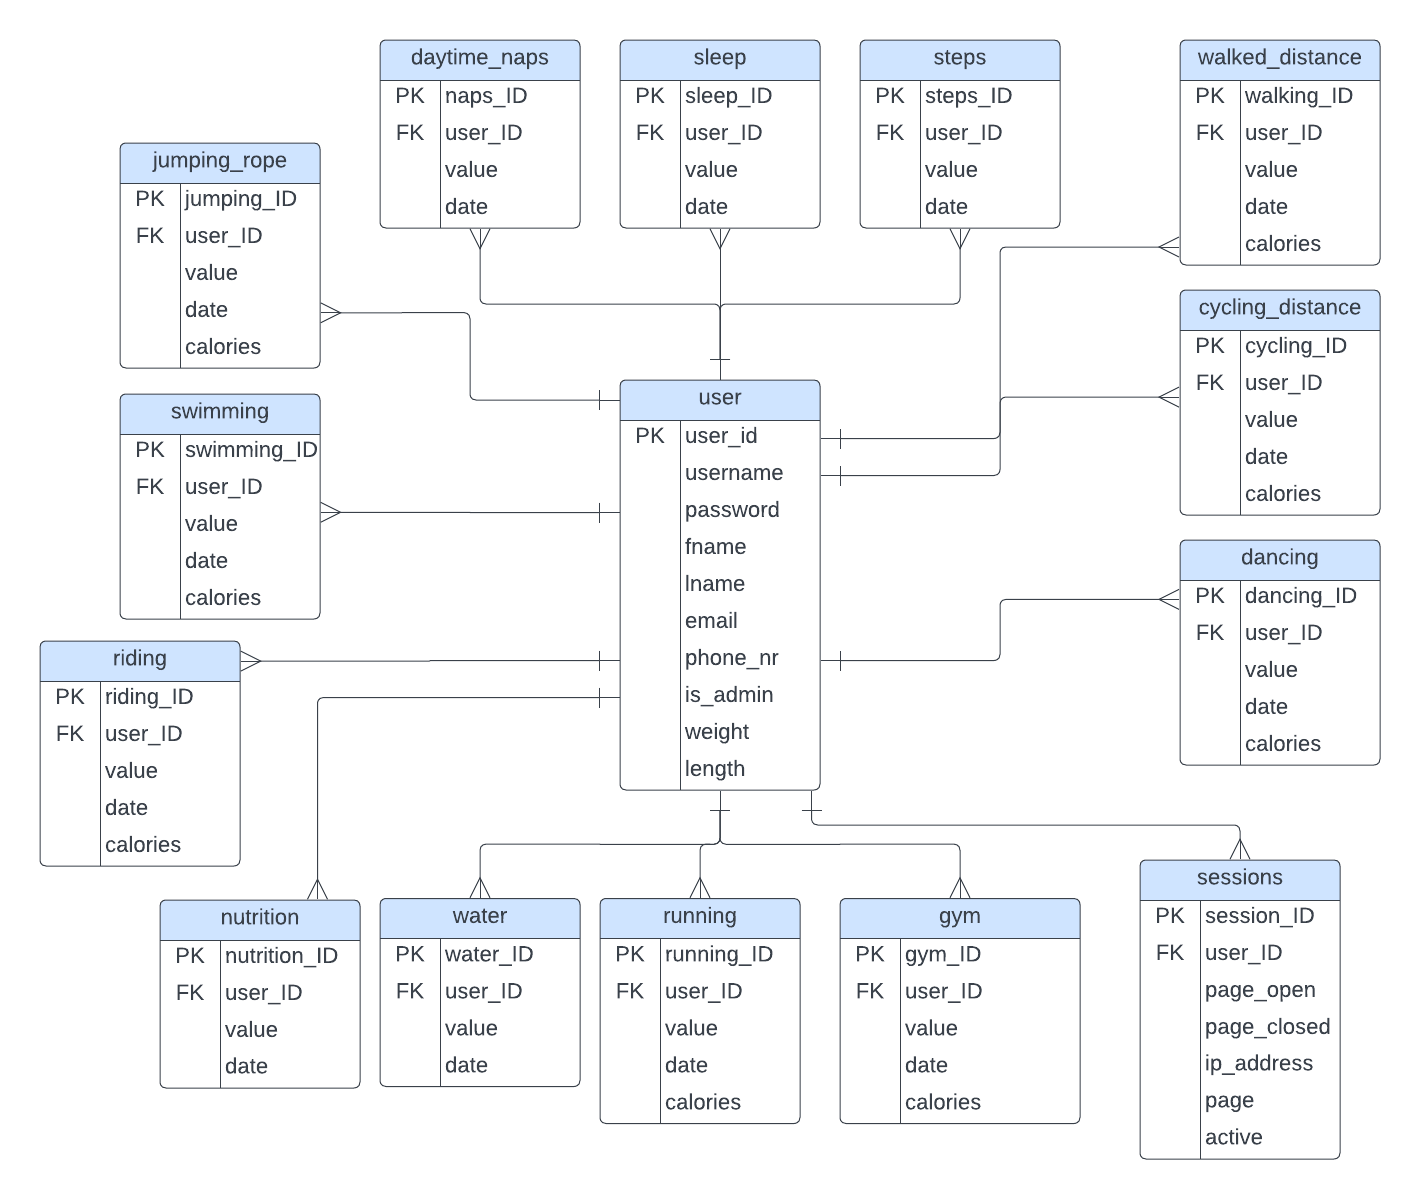 daytime_naps
PK naps_ID
FK user_ID
value
date
sleep
PK sleep_ID
FK user_ID
value
date
steps
PK steps_ID
FK user_ID
value
date
walked_distance
PK walking_ID
FK user_ID
value
date
calories
jumping_rope
PK jumping_ID
FK user_ID
value
date
calories
cycling_distance
PK cycling_ID
FK user_ID
value
date
calories
swimming
PK swimming_ID
FK user_ID
value
date
calories
user
PK user_id
username
password
fname
lname
email
phone_nr
is_admin
weight
length
dancing
PK dancing_ID
FK user_ID
value
date
calories
riding
PK riding_ID
FK user_ID
value
date
calories
nutrition
PK nutrition_ID
FK user_ID
value
date
water
PK water_ID
FK user_ID
value
date
running
PK running_ID
FK user_ID
value
date
calories
gym
PK gym_ID
FK user_ID
value
date
calories
sessions
PK session_ID
FK user_ID
page_open
page_closed
ip_address
page
active